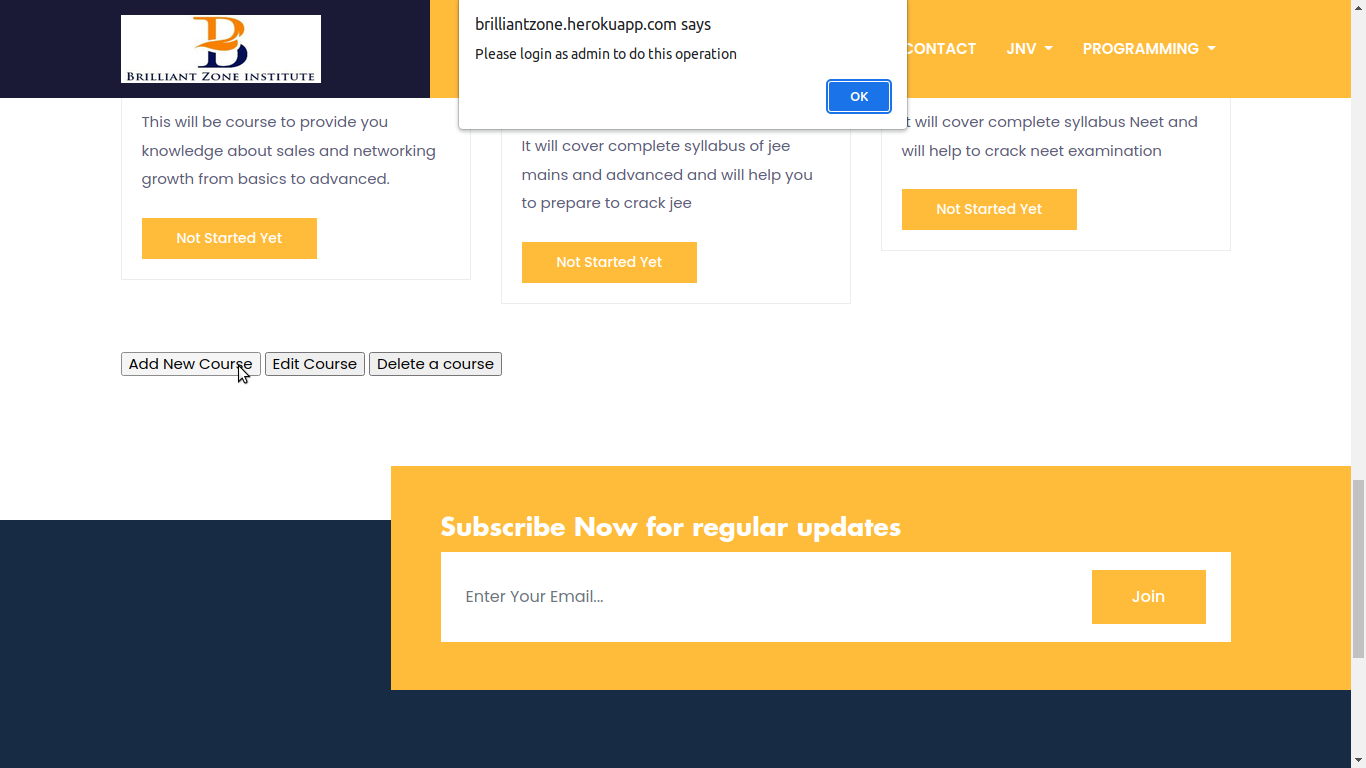 BRILLIANT ZONE INSTITUTE
brilliantzone.herokuapp.com says
Please login as admin to do this operation
OK
CONTACT
JNV
PROGRAMMING
This will be course to provide you
knowledge about sales and networking
growth from basics to advanced.
Not Started Yet
It will cover complete syllabus of jee
mains and advanced and will help you
to prepare to crack jee
Not Started Yet
It will cover complete syllabus Neet and
will help to crack neet examination
Not Started Yet
Add New Course
Edit Course
Delete a course
Subscribe Now for regular updates
Enter Your Email...
Join